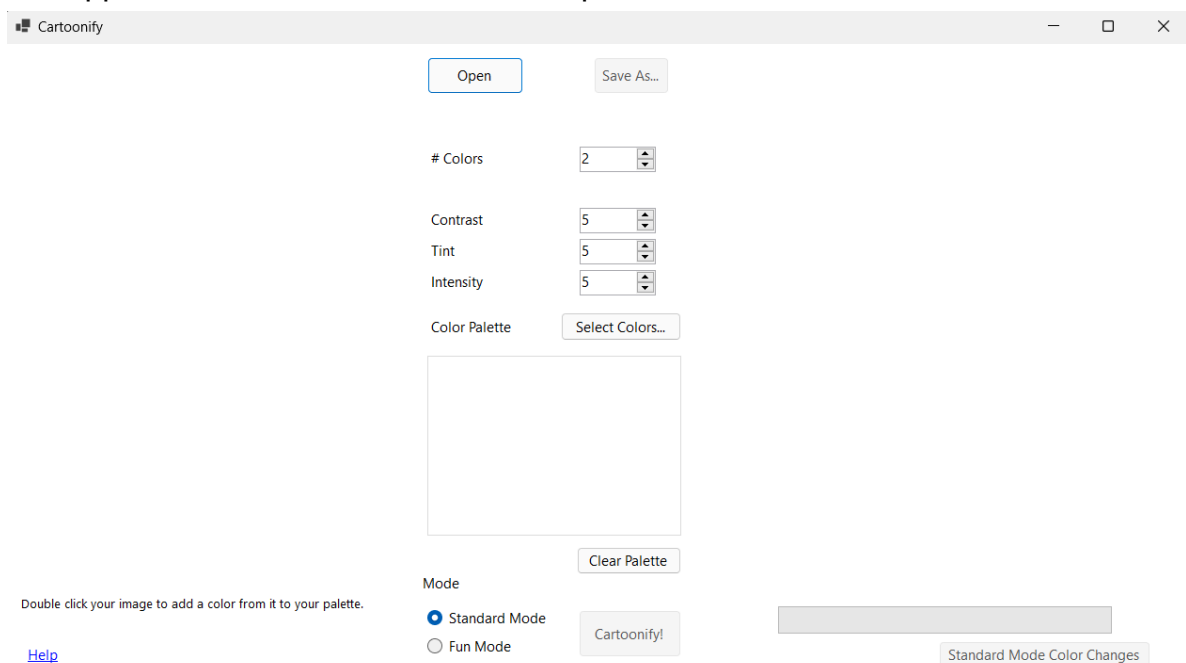 Cartoonify
Open
Save As...
# Colors
2
Contrast
5
Tint
5
Intensity
5
Color Palette
Select Colors...
Clear Palette
Mode
Double click your image to add a color from it to your palette.
Standard Mode
Fun Mode
Cartoonify!
Help
Standard Mode Color Changes